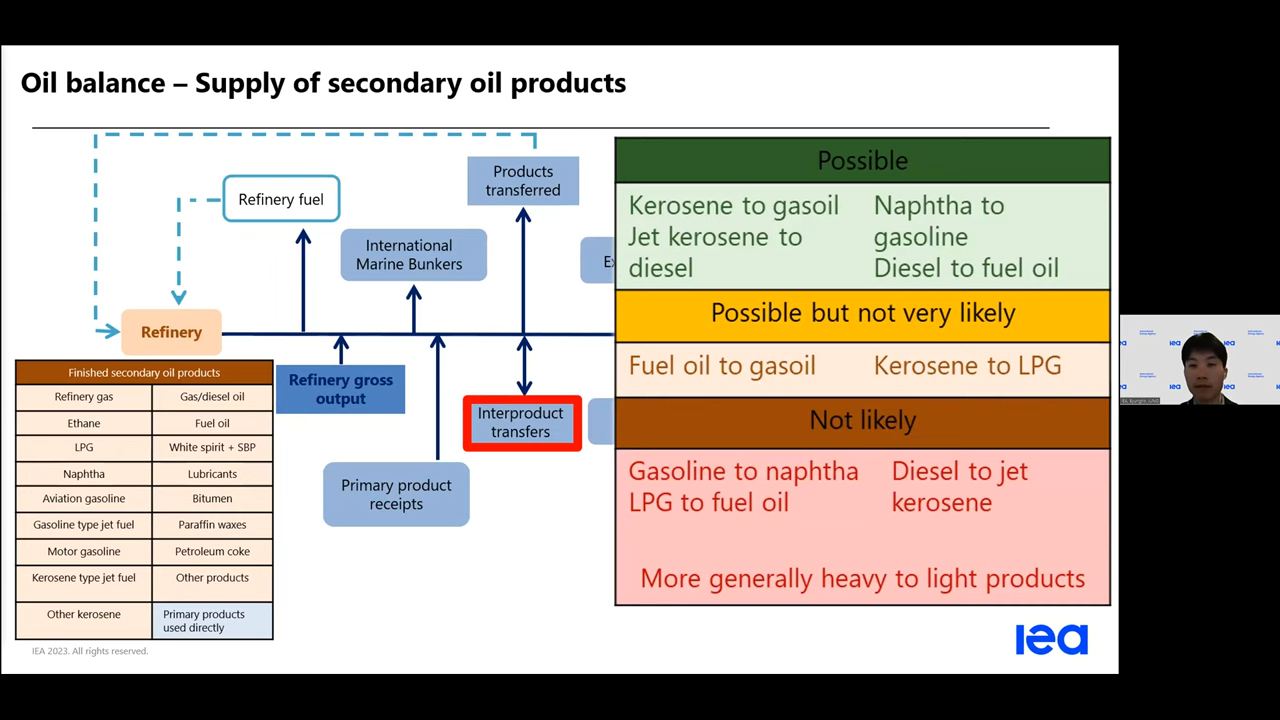 Oil balance – Supply of secondary oil products
Refinery fuel
Products
transferred
International
Marine Bunkers
Refinery
Refinery gross
output
Interproduct
transfers
Primary product
receipts
Finished secondary oil products
Refinery gas
Gas/diesel oil
Ethane
Fuel oil
LPG
White spirit + SBP
Naphtha
Lubricants
Aviation gasoline
Bitumen
Gasoline type jet fuel
Paraffin waxes
Motor gasoline
Petroleum coke
Kerosene type jet fuel
Other products
Other kerosene
Primary products
used directly
Possible
Kerosene to gasoil
Jet kerosene to
diesel
Naphtha to
gasoline
Diesel to fuel oil
Possible but not very likely
Fuel oil to gasoil
Kerosene to LPG
Not likely
Gasoline to naphtha
LPG to fuel oil
Diesel to jet
kerosene
More generally heavy to light products
IEA 2023. All rights reserved.
iea